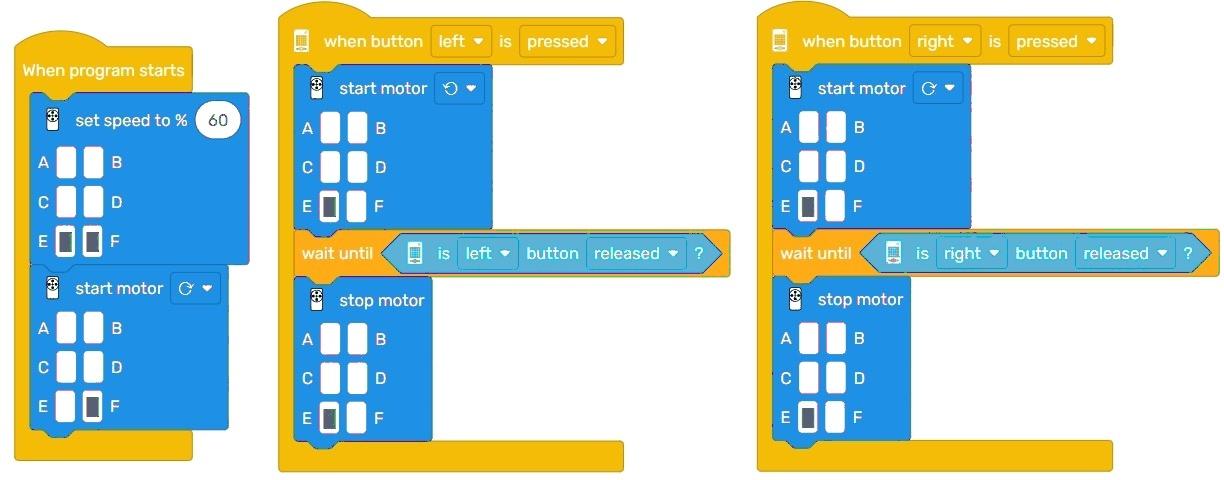 When program starts
set speed to % 60
A B
C D
E F
start motor
A B
C D
E F
when button left is pressed
start motor
A B
C D
E F
wait until is left button released ?
stop motor
A B
C D
E F
when button right is pressed
start motor
A B
C D
E F
wait until is right button released ?
stop motor
A B
C D
E F